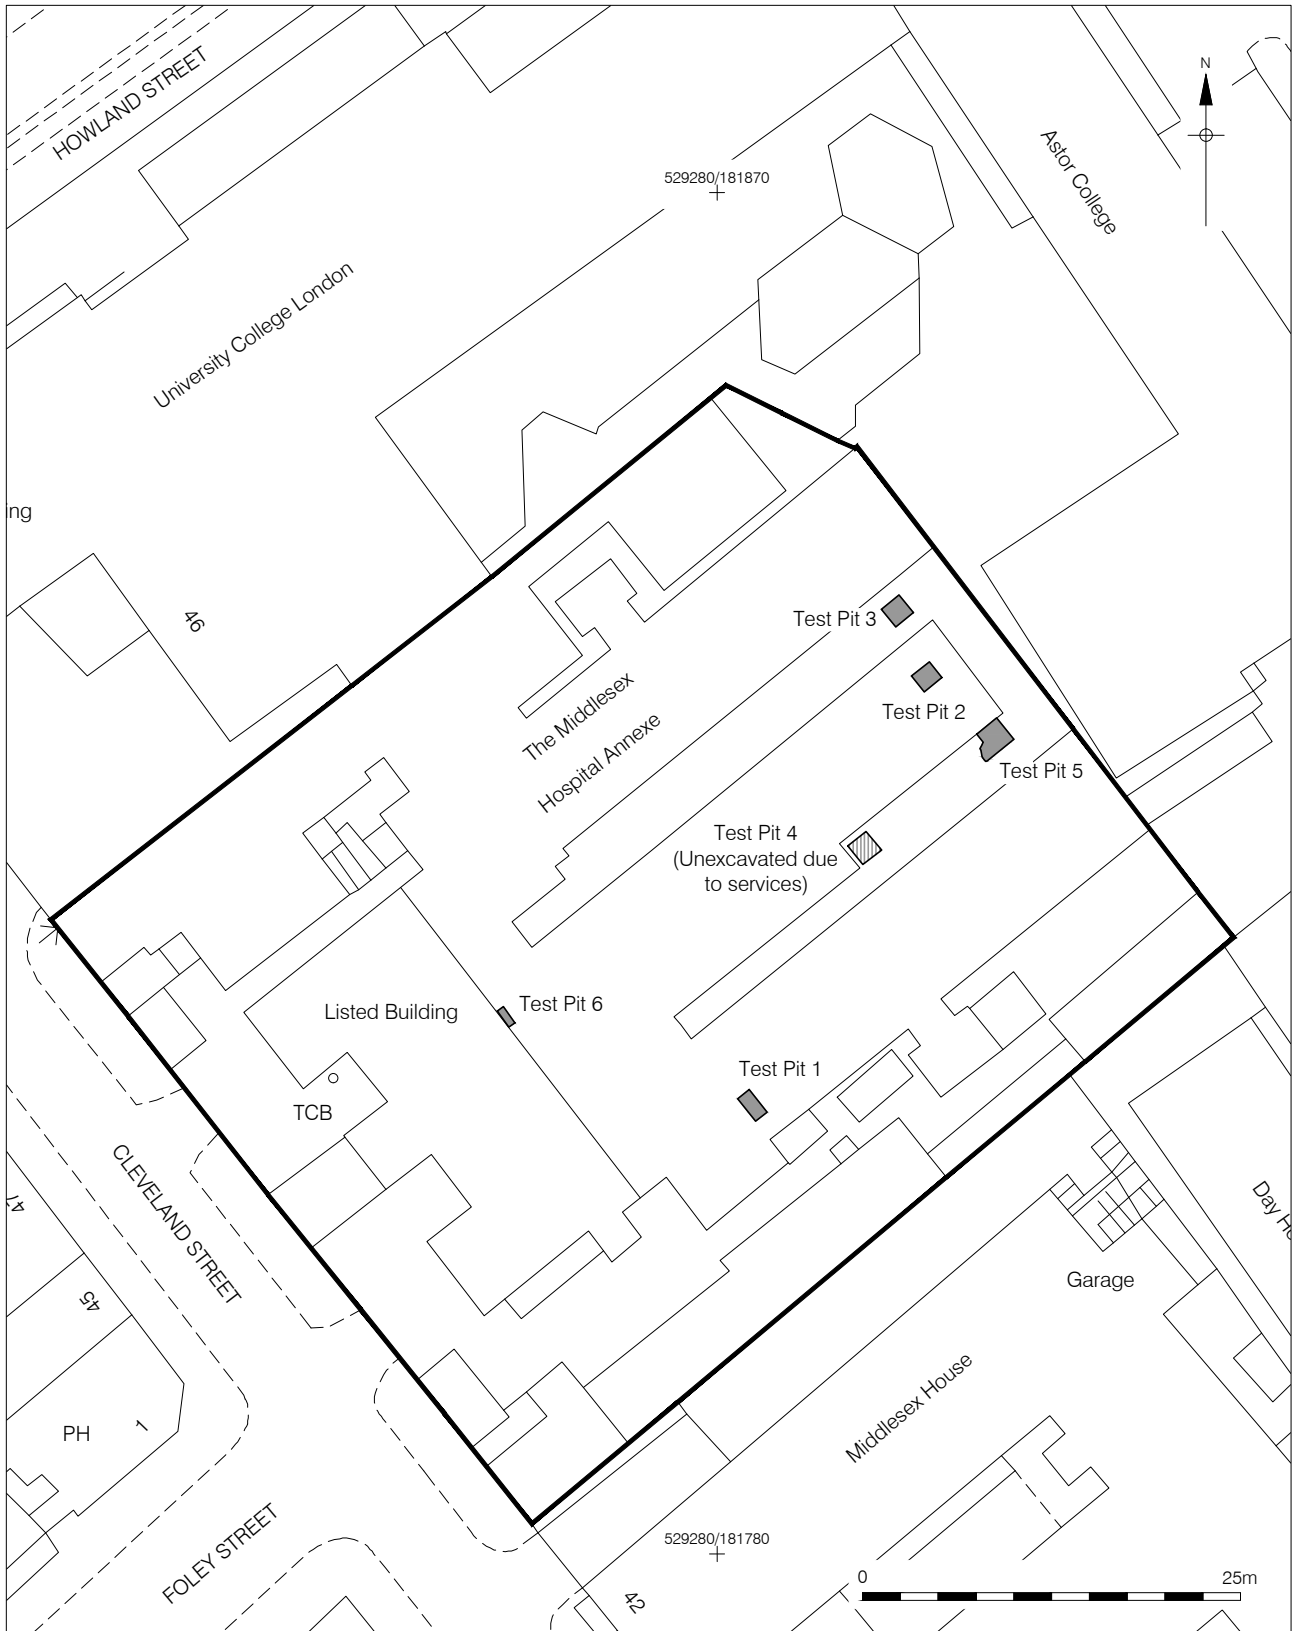 HOWLAND STREET
N
Astor College
529280/181870
University College London
ing
46
Test Pit 3
The Middlesex
Hospital Annexe
Test Pit 2
Test Pit 5
Test Pit 4
(Unexcavated due
to services)
Listed Building
Test Pit 6
Test Pit 1
TCB
CLEVELAND STREET
47
45
Day Ho
Garage
PH
1
Middlesex House
FOLEY STREET
529280/181780
42
0
25m